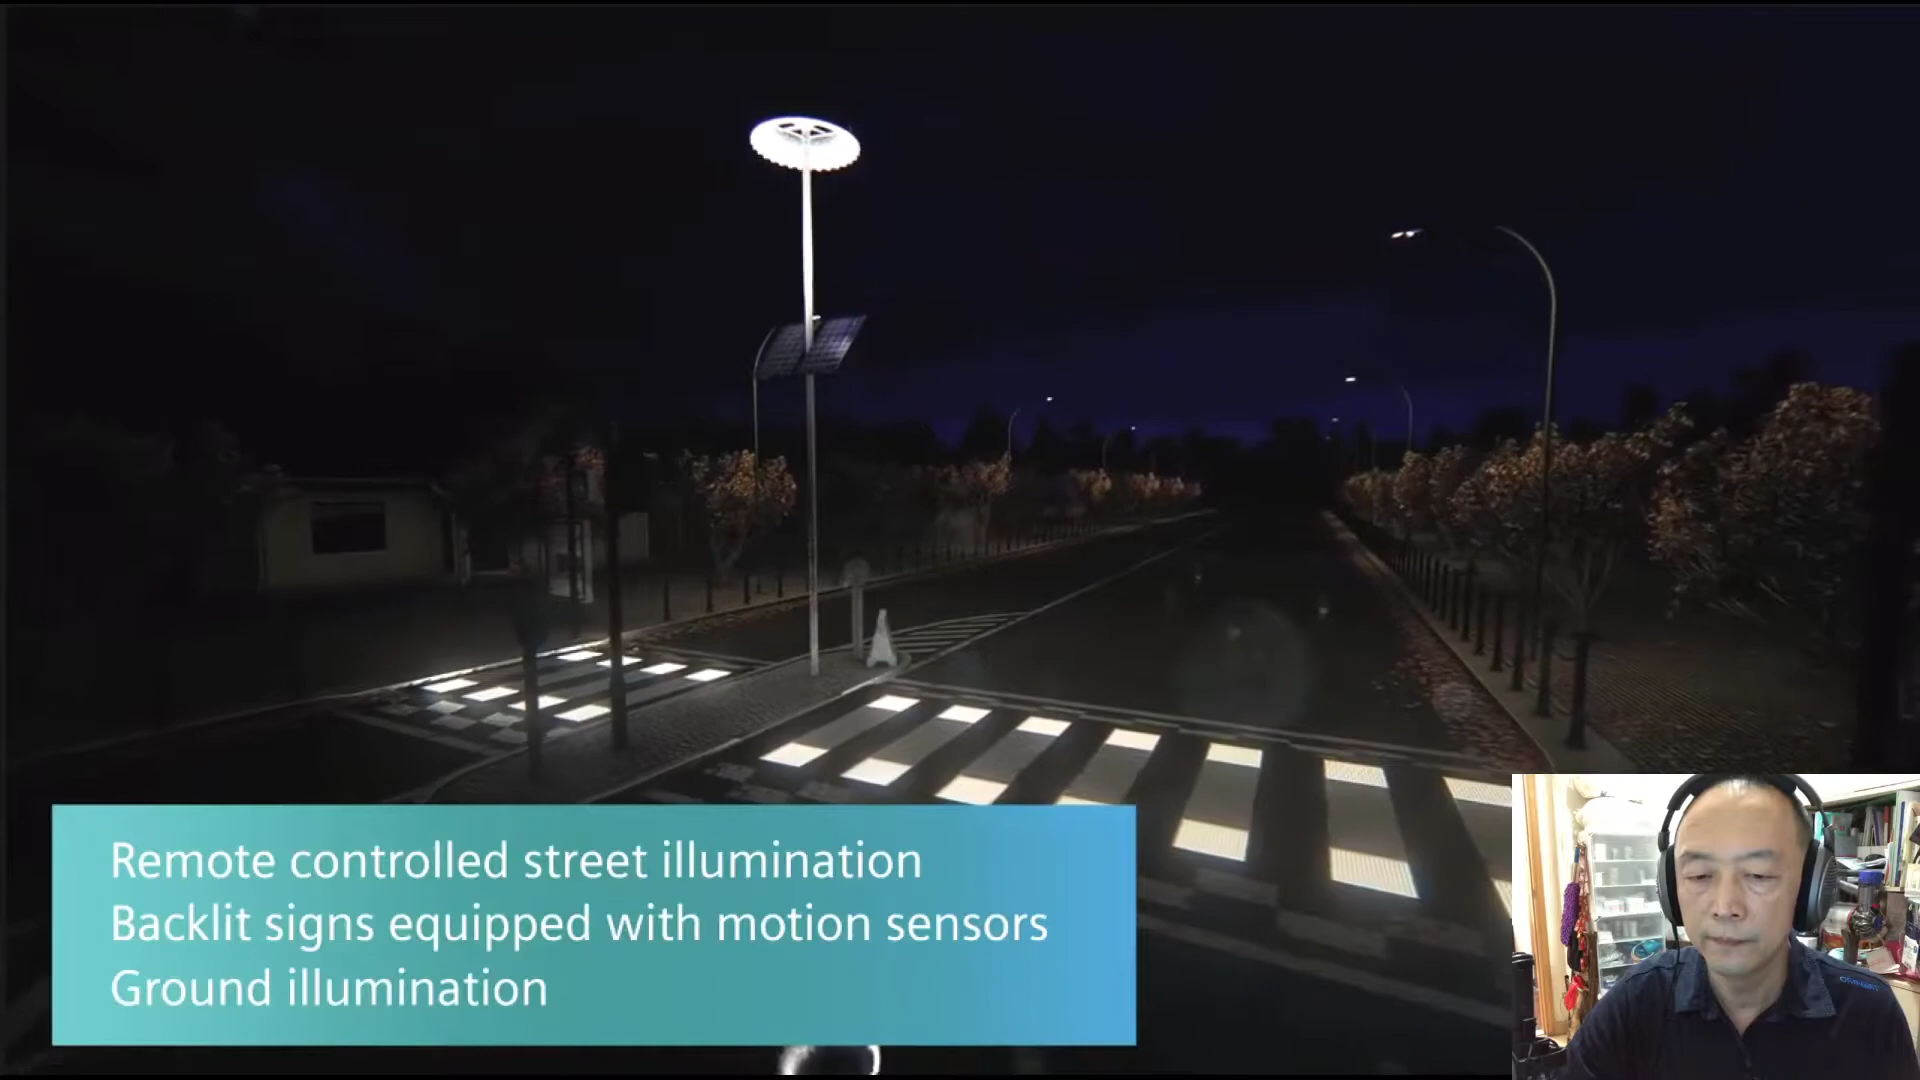 Remote controlled street illumination
Backlit signs equipped with motion sensors
Ground illumination